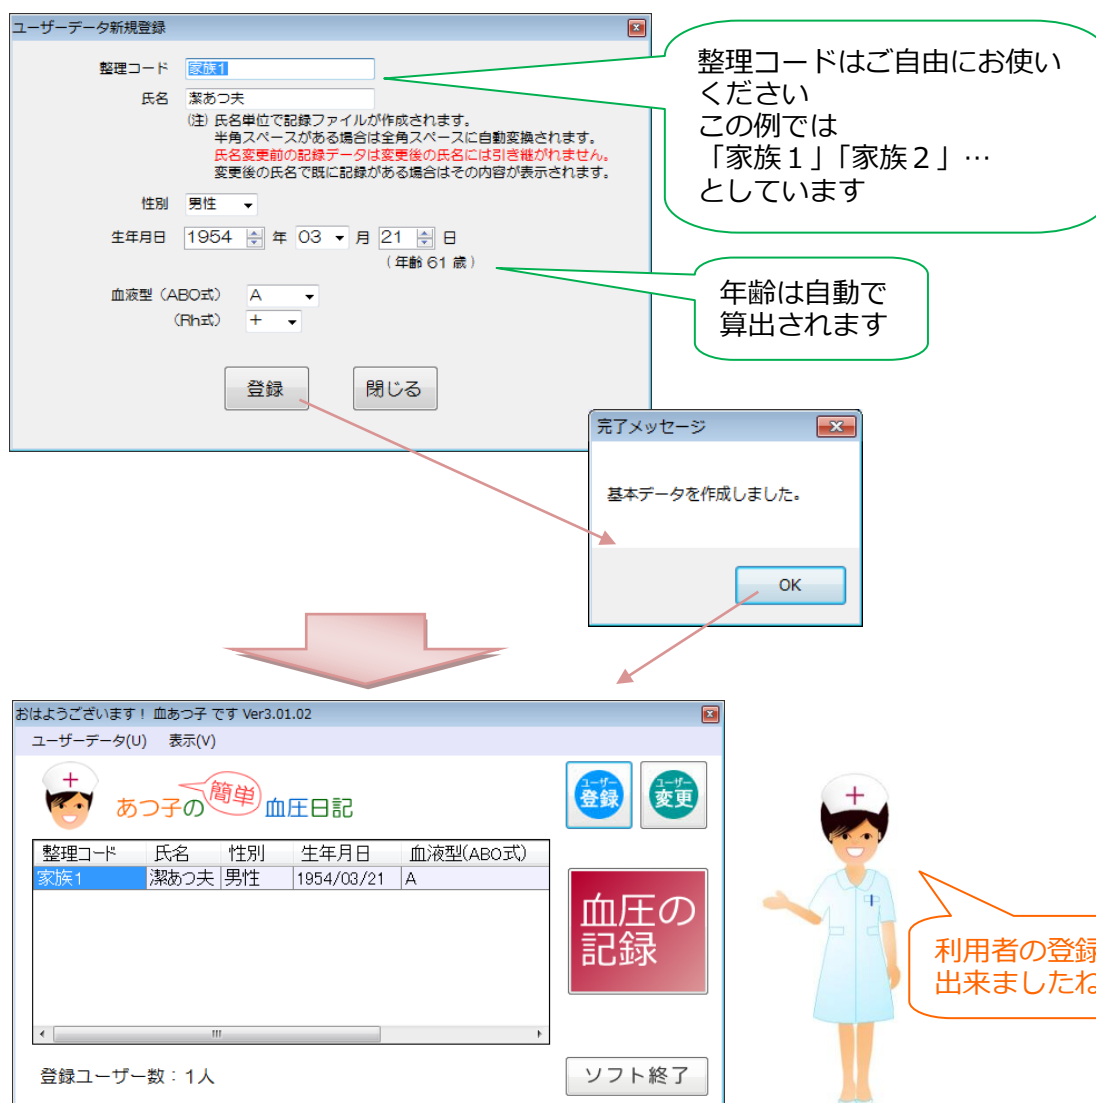 ユーザーデータ新規登録
整理コード 家族1
氏名 潔あつ夫
(注) 氏名単位で記録ファイルが作成されます。
半角スペースがある場合は全角スペースに自動変換されます。
氏名変更前の記録データは変更後の氏名には引き継がれません。
変更後の氏名で既に記録がある場合はその内容が表示されます。
性別 男性
生年月日 1954 年 03 月 21 日
(年齢 61 歳)
血液型 (ABO式) A
(Rh式) +
登録 閉じる
整理コードはご自由にお使い
ください
この例では
「家族１」「家族２」…
としています
年齢は自動で
算出されます
完了メッセージ
基本データを作成しました。
OK
おはようございます！ 血あつ子 です Ver3.01.02
ユーザーデータ(U) 表示(V)
あつ子の 簡単 血圧日記
ユーザー
登録
ユーザー
変更
整理コード 氏名 性別 生年月日 血液型(ABO式)
家族1 潔あつ夫 男性 1954/03/21 A
血圧の
記録
登録ユーザー数：1人
ソフト終了
利用者の登録
出来ましたね